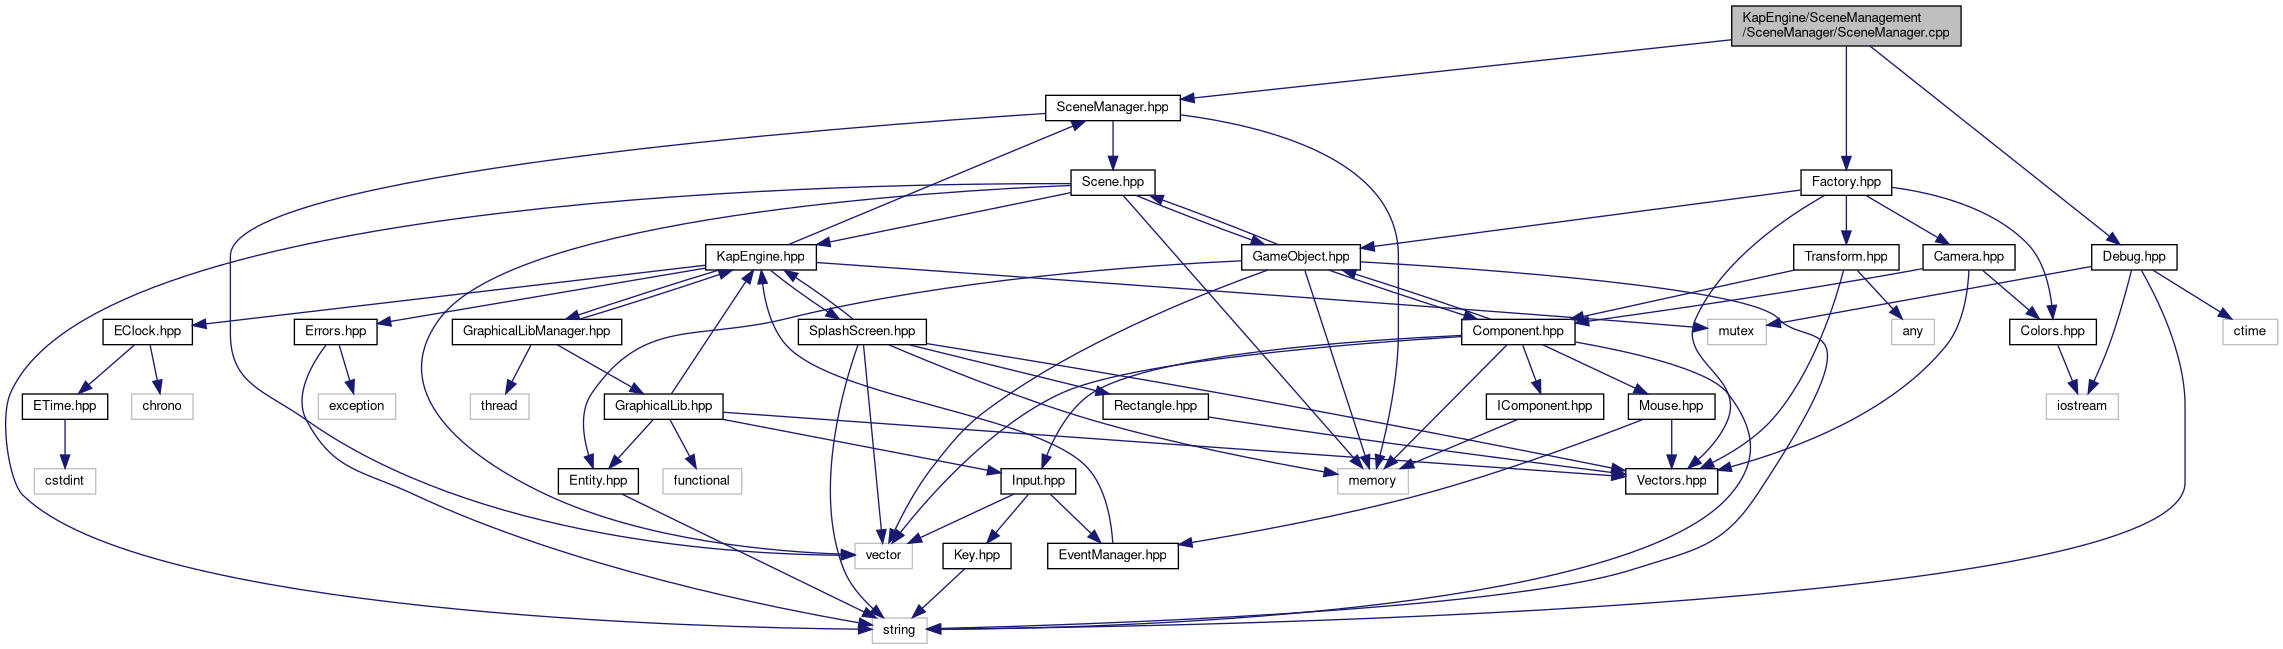 KapEngine/SceneManagement
/SceneManager/SceneManager.cpp
SceneManager.hpp
Scene.hpp
Factory.hpp
KapEngine.hpp
GameObject.hpp
Transform.hpp
Camera.hpp
Debug.hpp
EClock.hpp
Errors.hpp
GraphicalLibManager.hpp
SplashScreen.hpp
Component.hpp
mutex
any
Colors.hpp
ctime
ETime.hpp
chrono
exception
thread
GraphicalLib.hpp
Rectangle.hpp
IComponent.hpp
Mouse.hpp
iostream
cstdint
Entity.hpp
functional
Input.hpp
memory
Vectors.hpp
vector
Key.hpp
EventManager.hpp
string